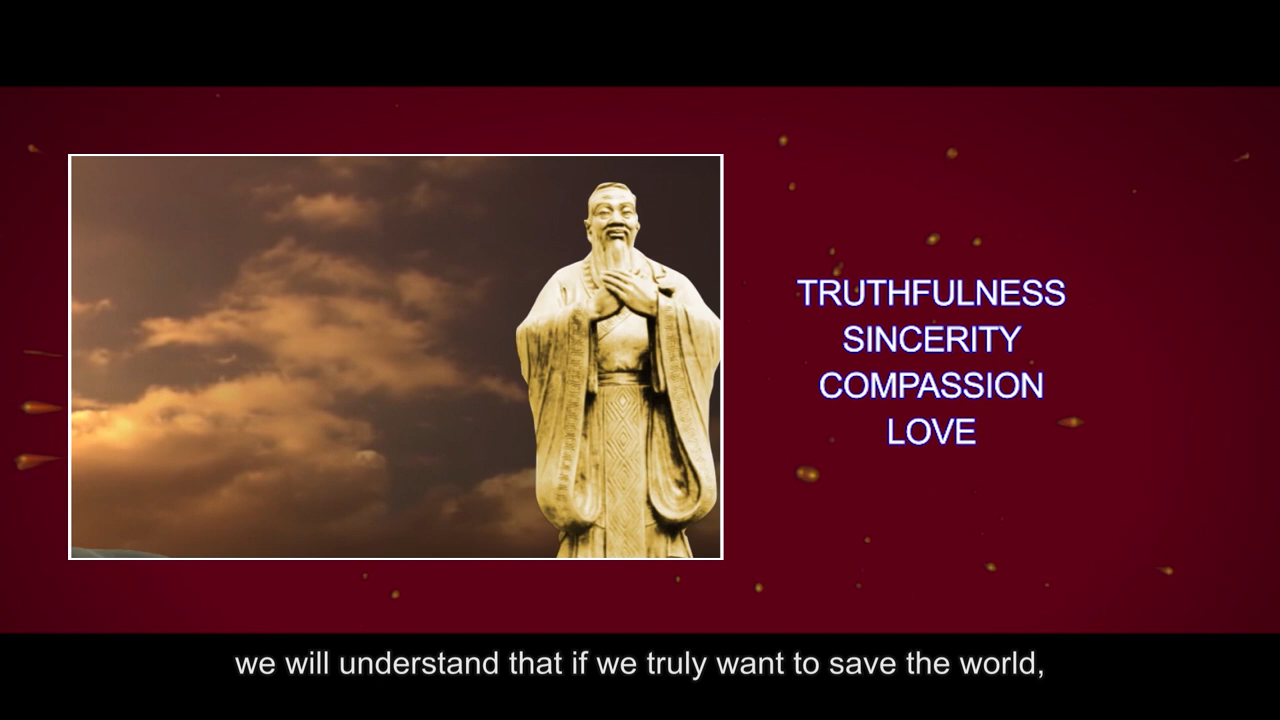 TRUTHFULNESS
SINCERITY
COMPASSION
LOVE
we will understand that if we truly want to save the world,